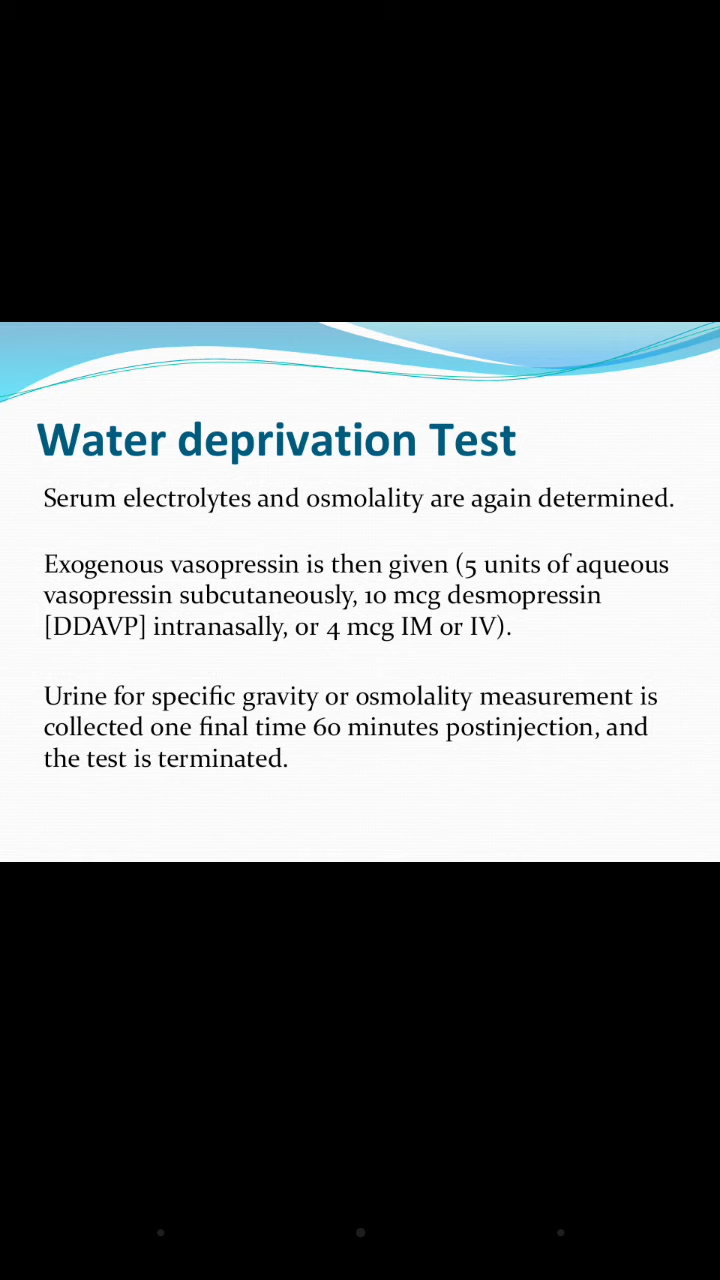 Water deprivation Test
Serum electrolytes and osmolality are again determined.
Exogenous vasopressin is then given (5 units of aqueous
vasopressin subcutaneously, 10 mcg desmopressin
[DDAVP] intranasally, or 4 mcg IM or IV).
Urine for specific gravity or osmolality measurement is
collected one final time 60 minutes postinjection, and
the test is terminated.